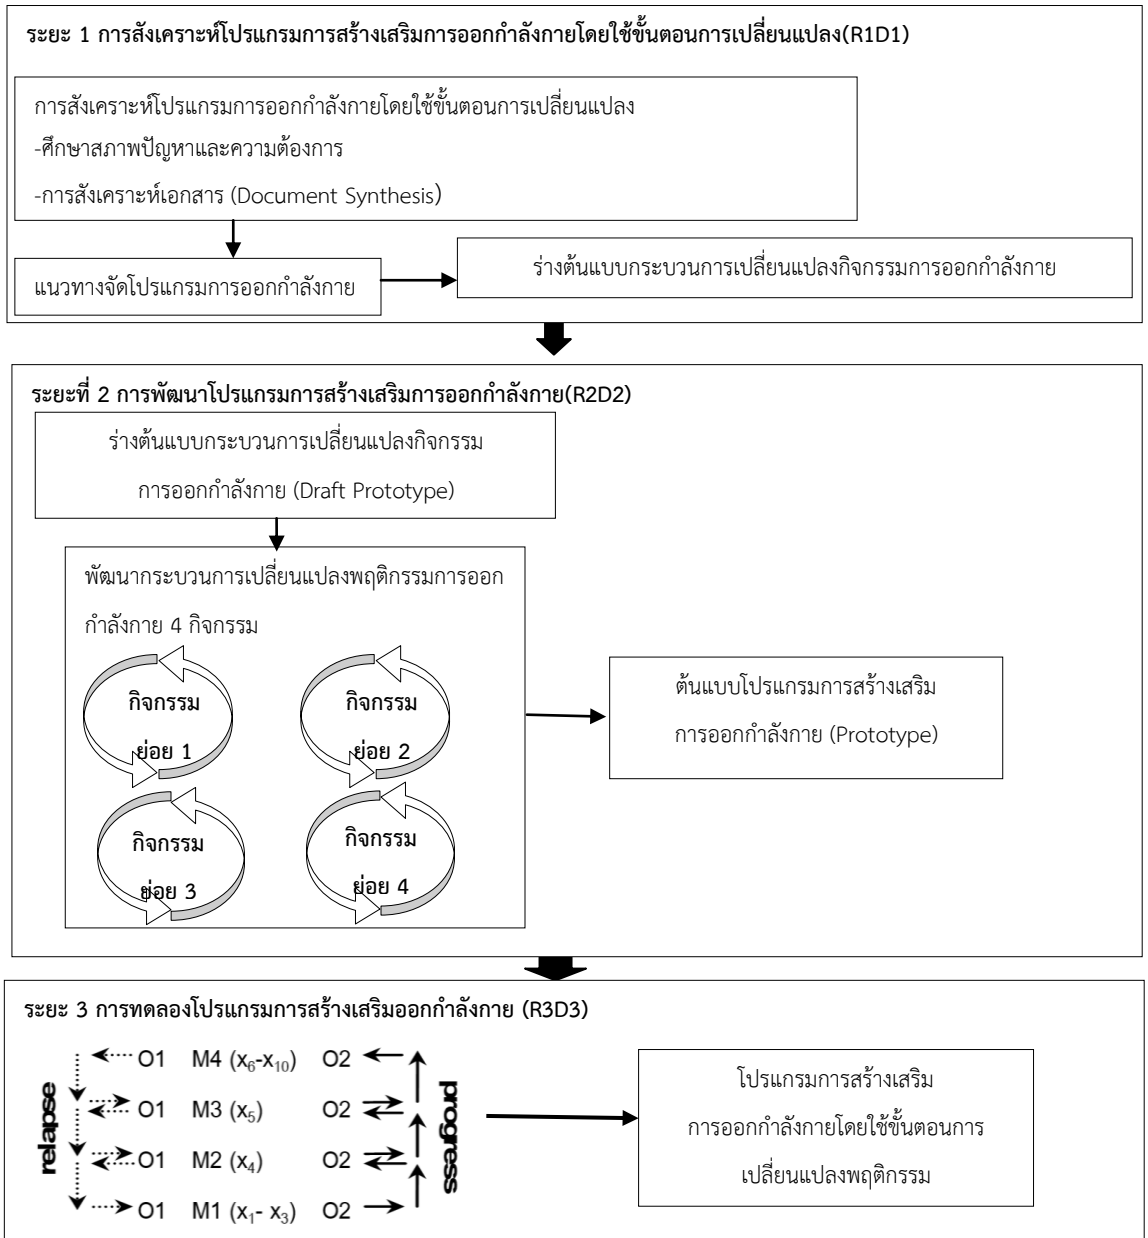 ระยะ 1 การสังเคราะห์โปรแกรมการสร้างเสริมการออกกำลังกายโดยใช้ขั้นตอนการเปลี่ยนแปลง(R1D1)
การสังเคราะห์โปรแกรมการออกกำลังกายโดยใช้ขั้นตอนการเปลี่ยนแปลง
-ศึกษาสภาพปัญหาและความต้องการ
-การสังเคราะห์เอกสาร (Document Synthesis)
แนวทางจัดโปรแกรมการออกกำลังกาย
ร่างต้นแบบกระบวนการเปลี่ยนแปลงกิจกรรมการออกกำลังกาย
ระยะที่ 2 การพัฒนาโปรแกรมการสร้างเสริมการออกกำลังกาย(R2D2)
ร่างต้นแบบกระบวนการเปลี่ยนแปลงกิจกรรม
การออกกำลังกาย (Draft Prototype)
พัฒนากระบวนการเปลี่ยนแปลงพฤติกรรมการออก
กำลังกาย 4 กิจกรรม
กิจกรรม
ย่อย 1
กิจกรรม
ย่อย 2
กิจกรรม
ย่อย 3
กิจกรรม
ย่อย 4
ต้นแบบโปรแกรมการสร้างเสริม
การออกกำลังกาย (Prototype)
ระยะ 3 การทดลองโปรแกรมการสร้างเสริมออกกำลังกาย (R3D3)
relapse
O1 M4 (x6-x10) O2
O1 M3 (x5) O2
O1 M2 (x4) O2
O1 M1 (x1- x3) O2
progress
โปรแกรมการสร้างเสริม
การออกกำลังกายโดยใช้ขั้นตอนการ
เปลี่ยนแปลงพฤติกรรม